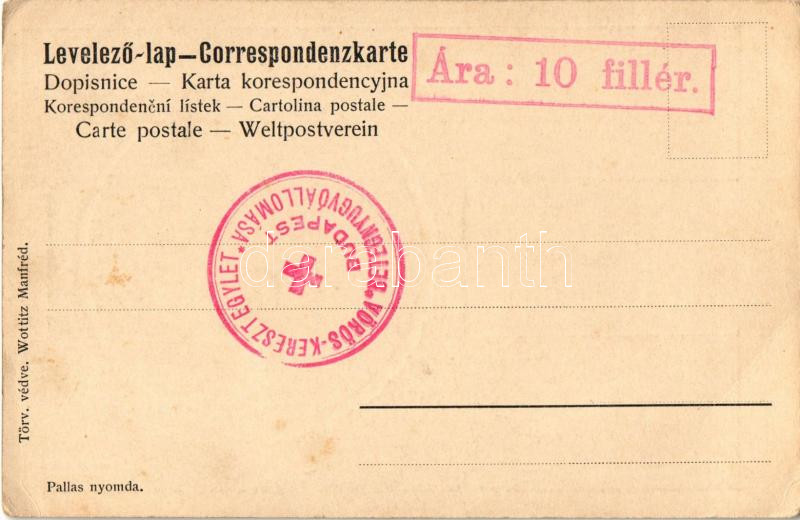 Levelező-lap—Correspondenzkarte
Dopisnice — Karta korespondencyjna
Korespondenční lístek — Cartolina postale —
Carte postale — Weltpostverein
Ára: 10 fillér.
VÖRÖS-KERESZT EGYLET *
BETEGNYUGVÓÁLLOMÁSA *
BUDAPEST
darabanth
Törv. védve. Wottitz Manfréd.
Pallas nyomda.